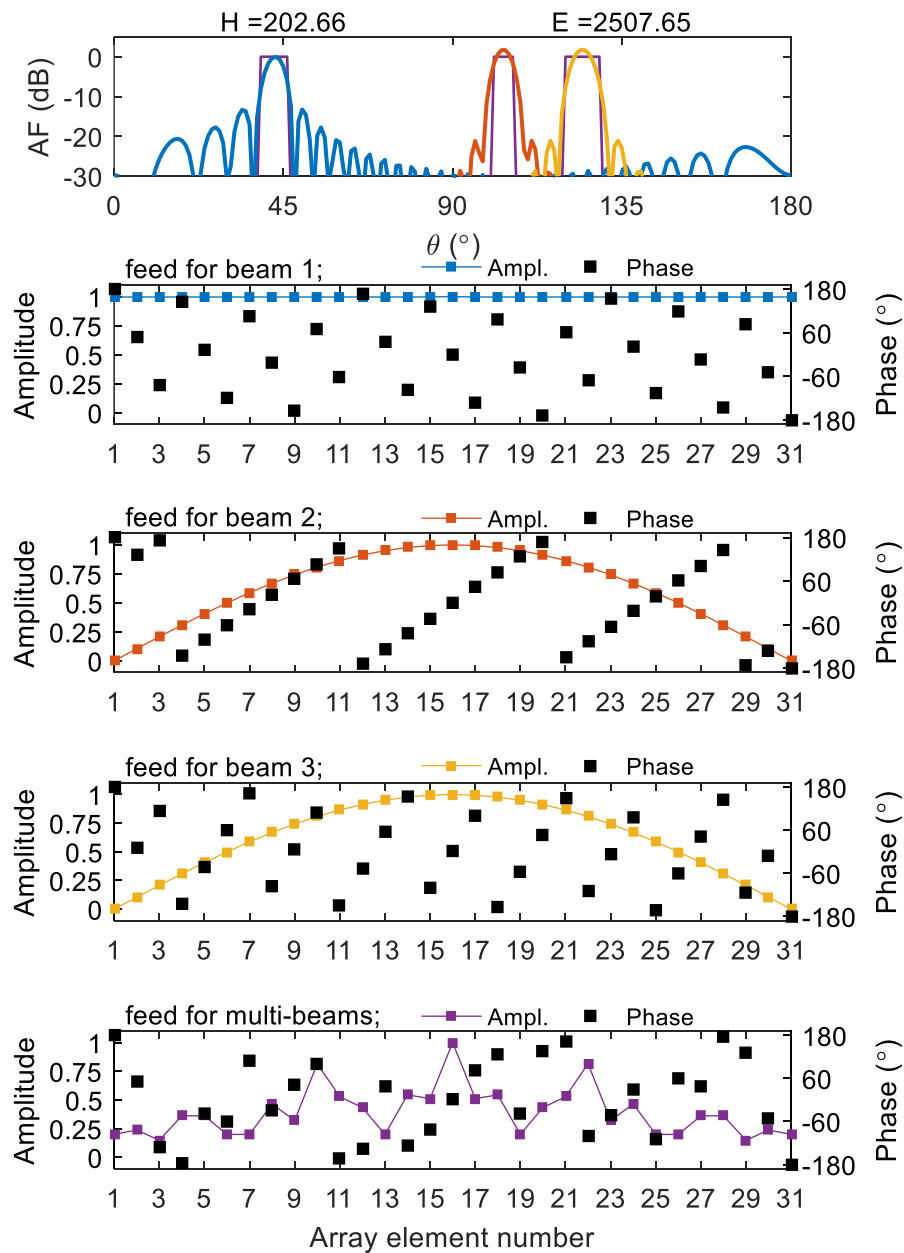 H =202.66 E =2507.65
AF (dB)
0
-10
-20
-30
0 45 90 135 180
θ (°)
feed for beam 1; Ampl. Phase
Amplitude
1
0.75
0.5
0.25
0
180
60
-60
-180
Phase (°)
1 3 5 7 9 11 13 15 17 19 21 23 25 27 29 31
feed for beam 2; Ampl. Phase
Amplitude
1
0.75
0.5
0.25
0
180
60
-60
-180
Phase (°)
1 3 5 7 9 11 13 15 17 19 21 23 25 27 29 31
feed for beam 3; Ampl. Phase
Amplitude
1
0.75
0.5
0.25
0
180
60
-60
-180
Phase (°)
1 3 5 7 9 11 13 15 17 19 21 23 25 27 29 31
feed for multi-beams; Ampl. Phase
Amplitude
1
0.75
0.5
0.25
0
180
60
-60
-180
Phase (°)
1 3 5 7 9 11 13 15 17 19 21 23 25 27 29 31
Array element number